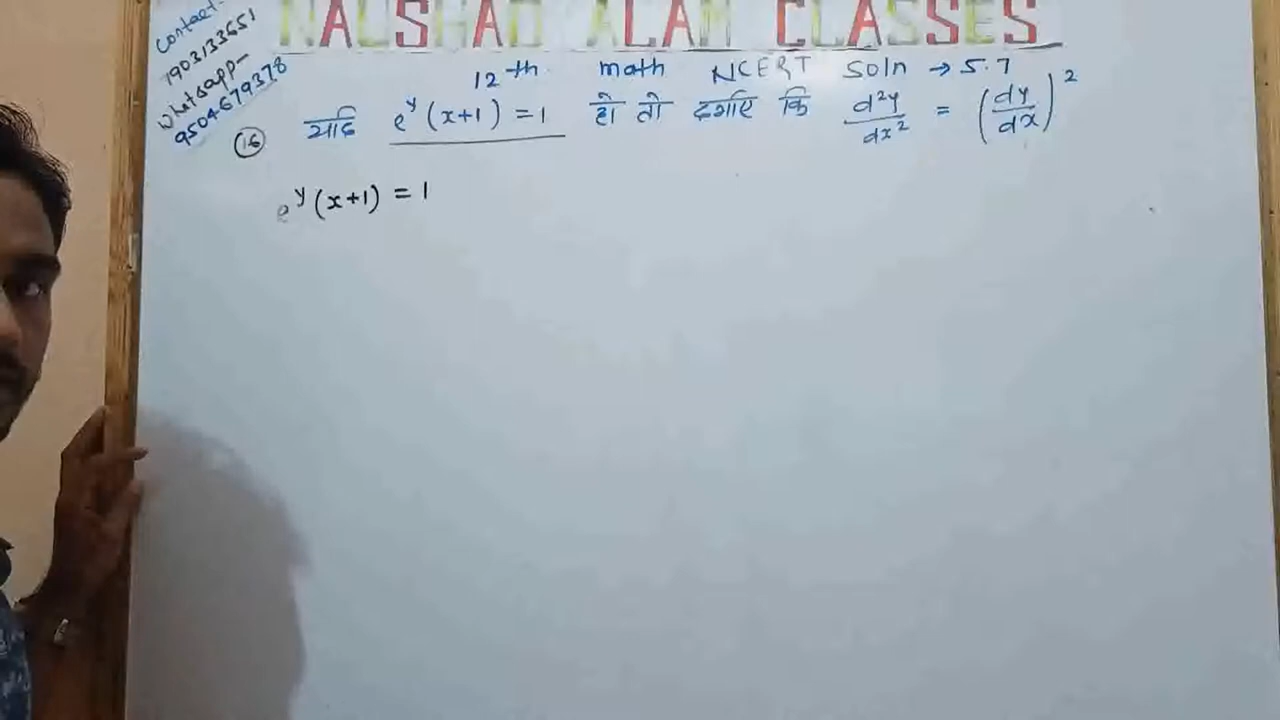 NAUSHAD ALAM CLASSES
Contact-
7903133651
Whatsapp-
9504679378
12th math NCERT Soln → 5.7
(16) यदि e^y (x+1) = 1 हो तो दर्शाए कि d²y/dx² = (dy/dx)²
e^y (x+1) = 1